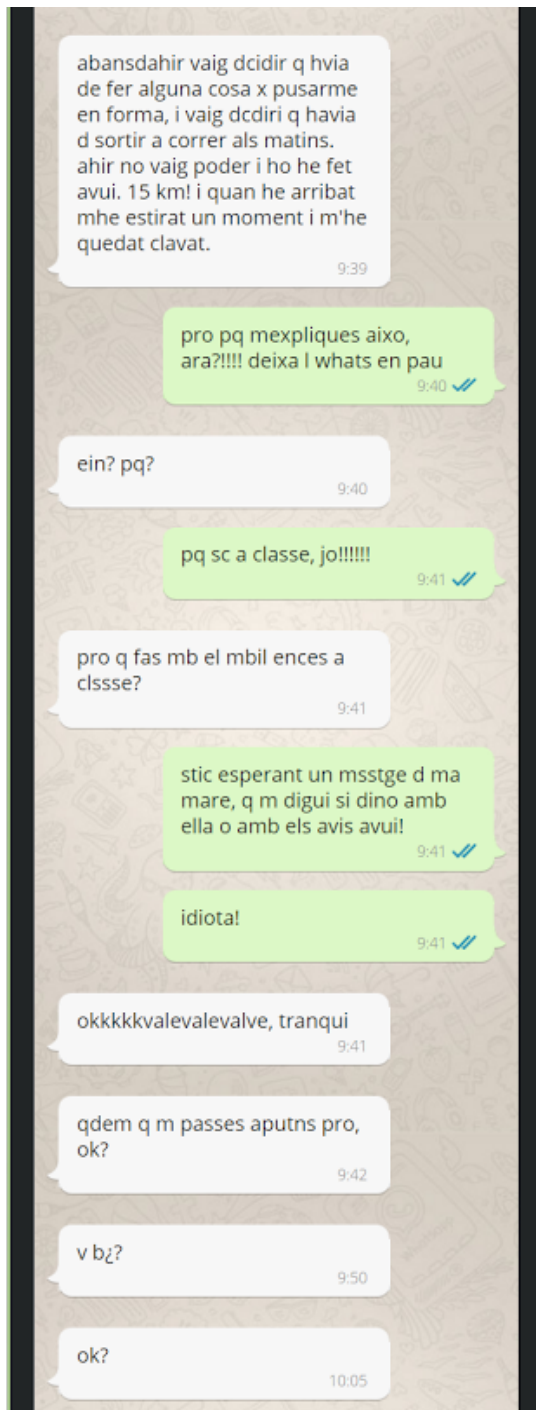 abansdahir vaig dcidir q hvia
de fer alguna cosa x pusarme
en forma, i vaig dcdiri q havia
d sortir a correr als matins.
ahir no vaig poder i ho he fet
avui. 15 km! i quan he arribat
mhe estirat un moment i m'he
quedat clavat.
9:39
pro pq mexpliques aixo,
ara?!!!! deixa l whats en pau
9:40
ein? pq?
9:40
pq sc a classe, jo!!!!!!
9:41
pro q fas mb el mbil ences a
clssse?
9:41
stic esperant un msstge d ma
mare, q m digui si dino amb
ella o amb els avis avui!
9:41
idiota!
9:41
okkkkkvalevalevalve, tranqui
9:41
qdem q m passes aputns pro,
ok?
9:42
v b¿?
9:50
ok?
10:05